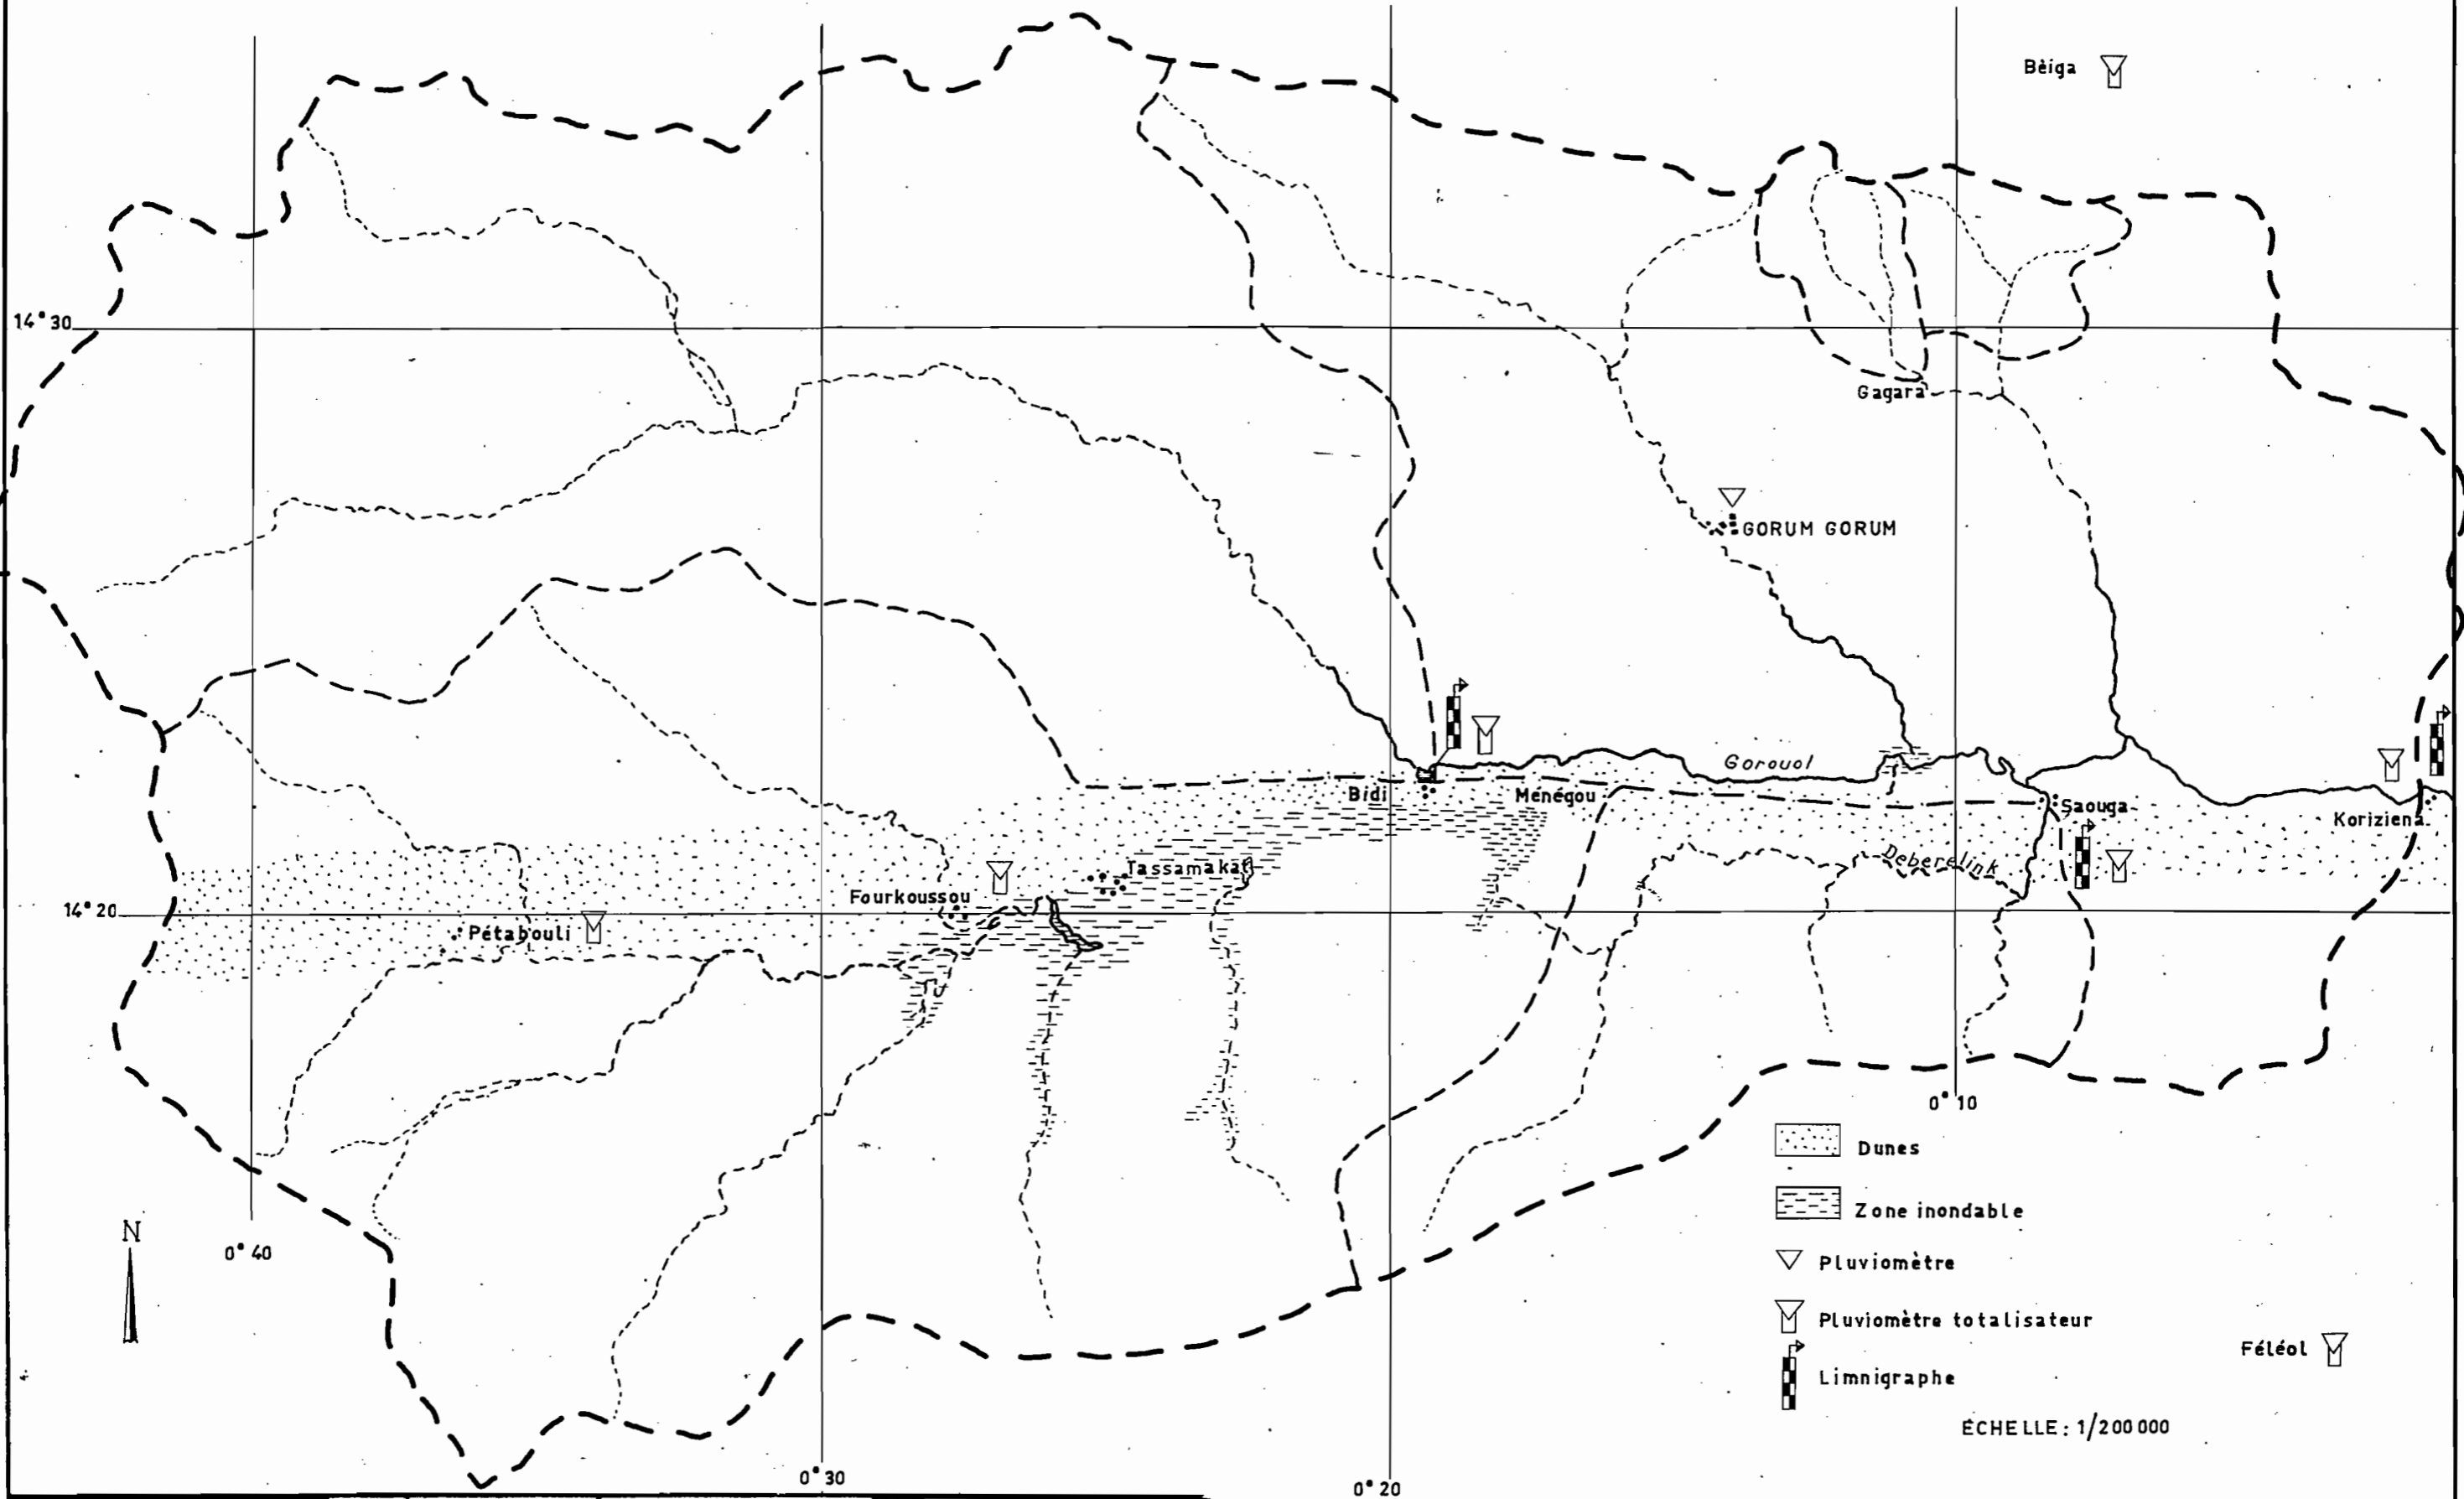 Bèiga
14° 30
Gagara
GORUM GORUM
Gorouol
Bidi
Ménégou
Saouga
Koriziena
Tassamakat
Deberelink
Fourkoussou
14° 20
Pétabouli
0° 10
Dunes
Zone inondable
N
0° 40
Pluviomètre
Pluviomètre totalisateur
Féléol
Limnigraphe
ÉCHELLE : 1/200 000
0° 30
0° 20